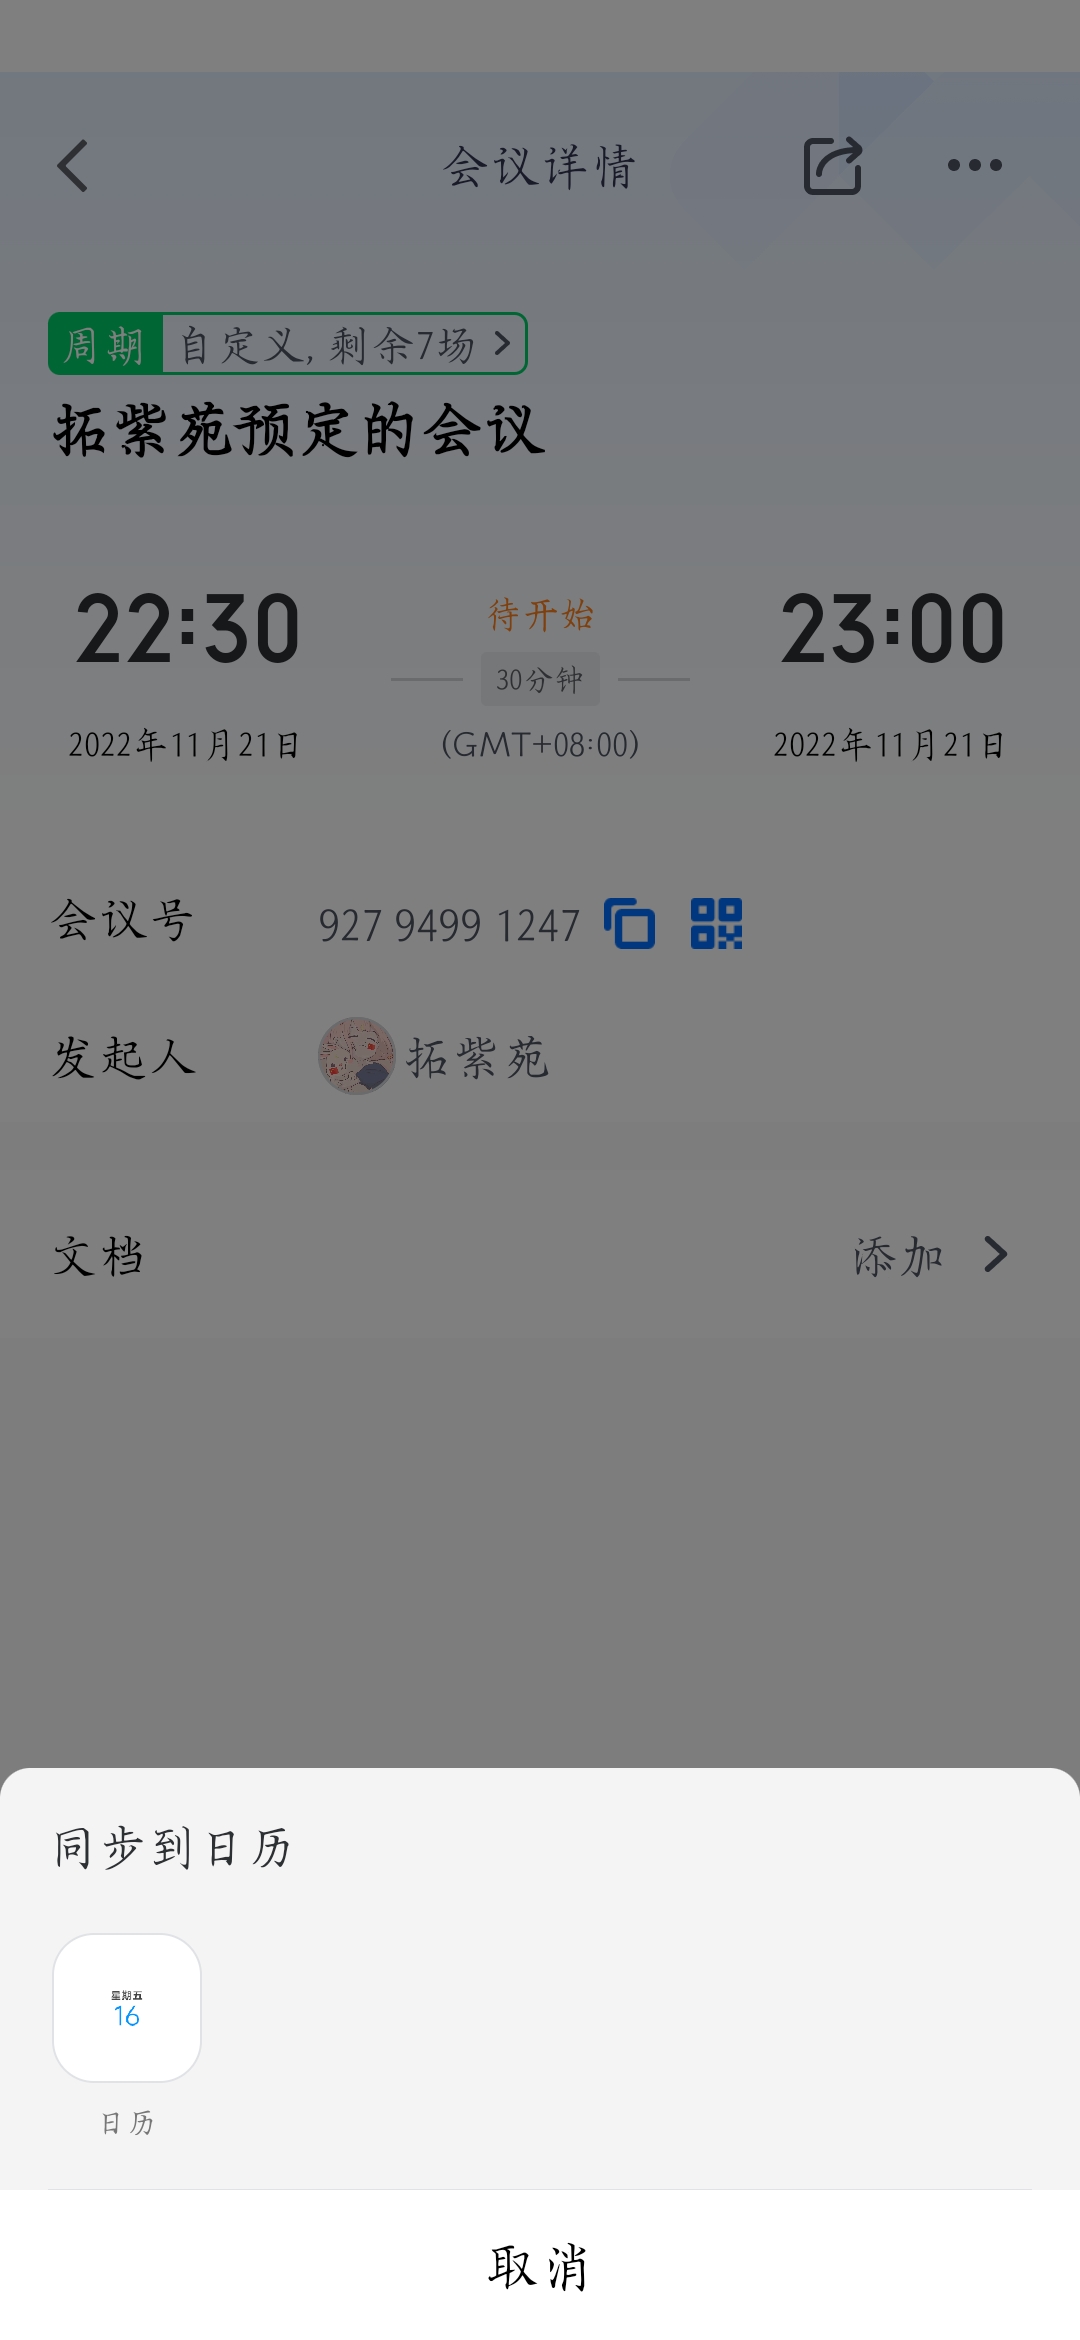 会议详情
周期 自定义, 剩余7场
拓紫苑预定的会议
22:30 待开始 23:00
30分钟
2022年11月21日 (GMT+08:00) 2022年11月21日
会议号 927 9499 1247
发起人 拓紫苑
文档 添加
同步到日历
星期五
16
日历
取消